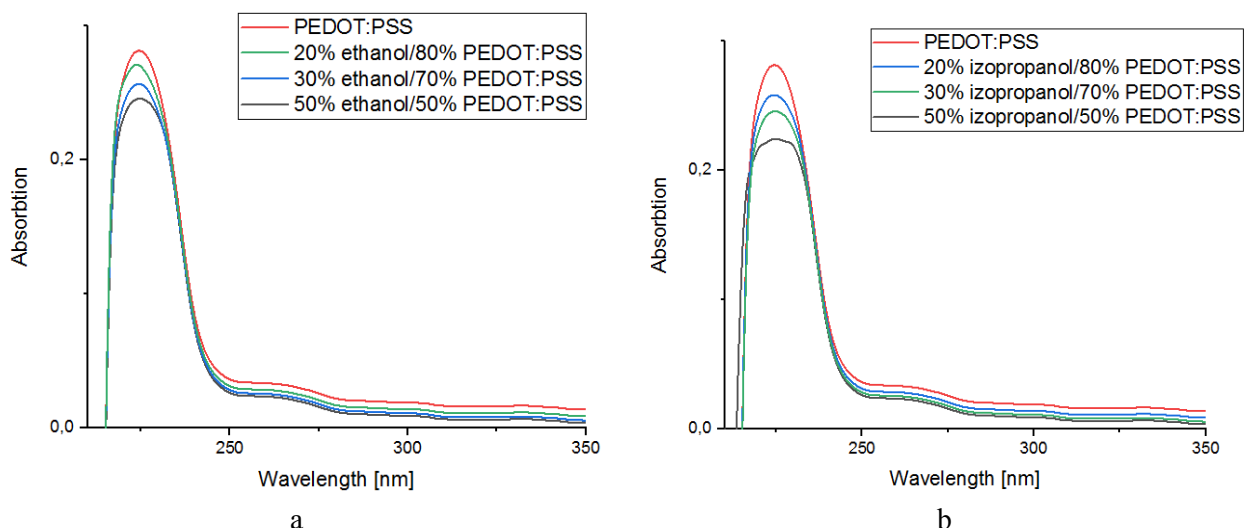 PEDOT:PSS
20% ethanol/80% PEDOT:PSS
30% ethanol/70% PEDOT:PSS
50% ethanol/50% PEDOT:PSS
Absorbtion
0,2
0,0
250
300
350
Wavelength [nm]
a
PEDOT:PSS
20% izopropanol/80% PEDOT:PSS
30% izopropanol/70% PEDOT:PSS
50% izopropanol/50% PEDOT:PSS
Absorbtion
0,2
0,0
250
300
350
Wavelength [nm]
b